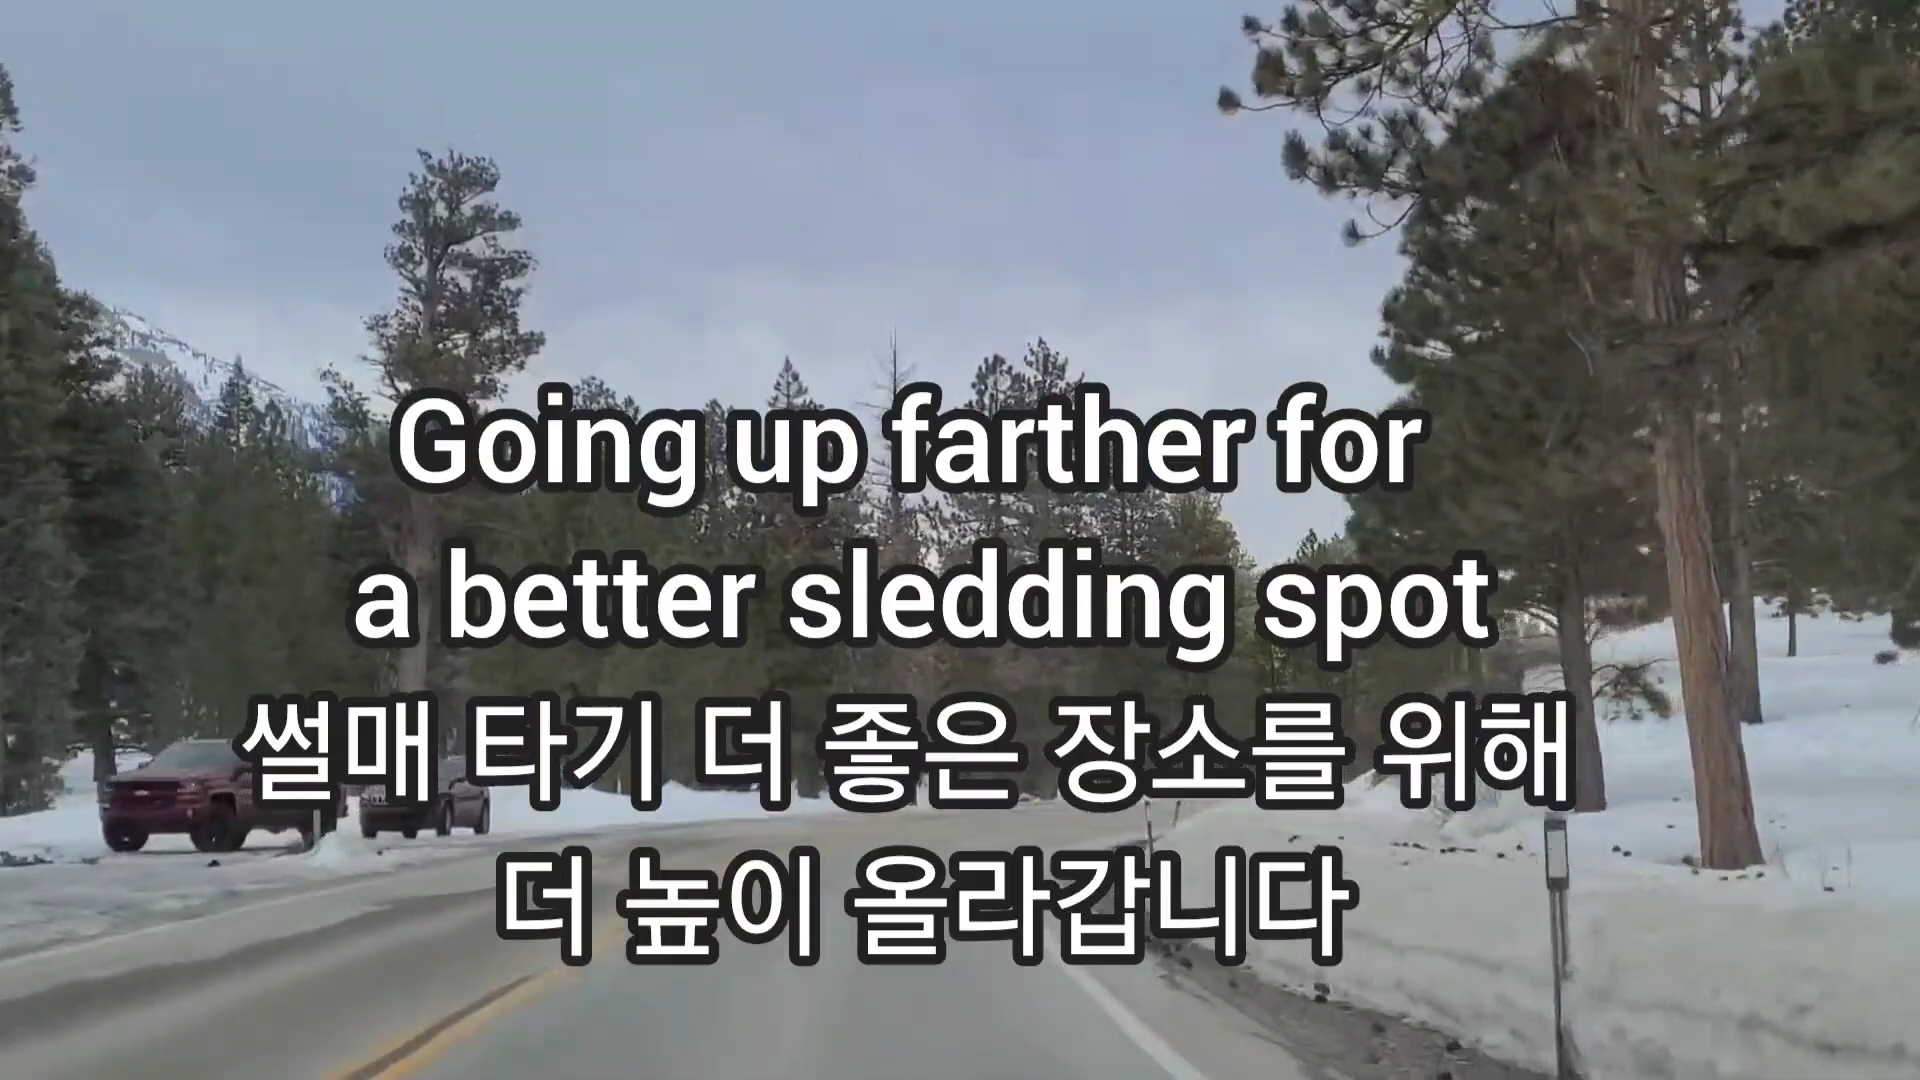 Going up farther for
a better sledding spot
썰매 타기 더 좋은 장소를 위해
더 높이 올라갑니다